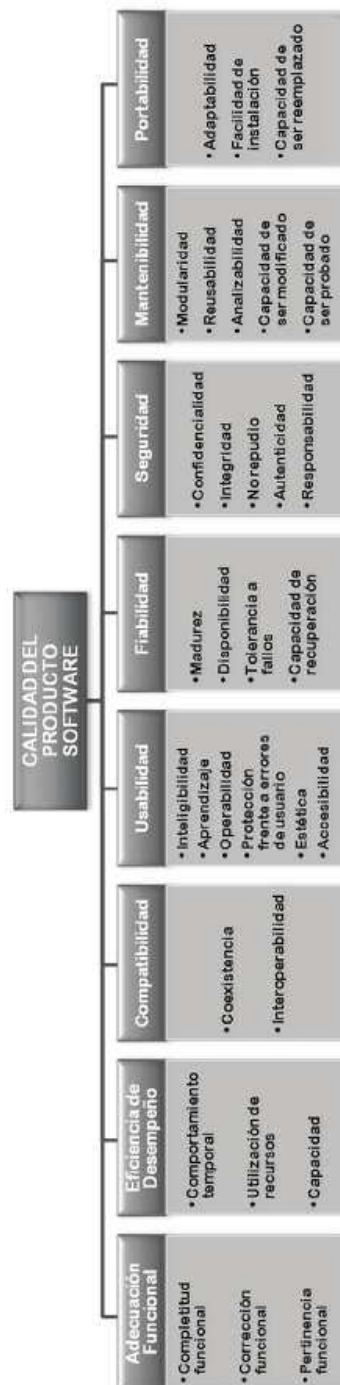 CALIDAD DEL
PRODUCTO
SOFTWARE
Adecuación
Funcional
• Completitud
funcional
• Corrección
funcional
• Pertinencia
funcional
Eficiencia de
Desempeño
• Comportamiento
temporal
• Utilización de
recursos
• Capacidad
Compatibilidad
• Coexistencia
• Interoperabilidad
Usabilidad
• Inteligibilidad
• Aprendizaje
• Operabilidad
• Protección
frente a errores
de usuario
• Estética
• Accesibilidad
Fiabilidad
• Madurez
• Disponibilidad
• Tolerancia a
fallos
• Capacidad de
recuperación
Seguridad
• Confidencialidad
• Integridad
• No repudio
• Autenticidad
• Responsabilidad
Mantenibilidad
• Modularidad
• Reusabilidad
• Analizabilidad
• Capacidad de
ser modificado
• Capacidad de
ser probado
Portabilidad
• Adaptabilidad
• Facilidad de
instalación
• Capacidad de
ser reemplazado